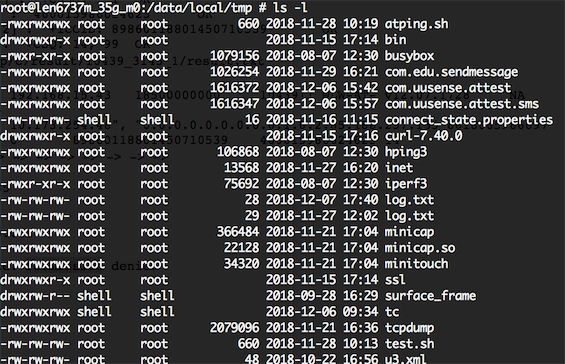 root@len6737m_35g_m0:/data/local/tmp # ls -l
-rwxrwxrwx root root 660 2018-11-28 10:19 atping.sh
drwxr-xr-x root root 2018-11-15 17:14 bin
-rwxr-xr-x root root 1079156 2018-08-07 12:30 busybox
-rwxrwxrwx root root 1026254 2018-11-29 16:21 com.edu.sendmessage
-rwxrwxrwx root root 1616372 2018-12-06 15:42 com.uusense.attest
-rwxrwxrwx root root 1616347 2018-12-06 15:57 com.uusense.attest.sms
-rw-rw-rw- shell shell 16 2018-11-16 11:15 connect_state.properties
drwxrwxr-x root root 2018-11-15 17:16 curl-7.40.0
-rwxrwxrwx root root 106868 2018-08-07 12:30 hping3
-rwxrwxrwx root root 13568 2018-11-27 16:20 inet
-rwxr-xr-x root root 75692 2018-08-07 12:30 iperf3
-rw-rw-rw- root root 28 2018-12-07 17:40 log.txt
-rw-rw-rw- root root 29 2018-11-27 12:02 log.txt
-rwxrwxrwx root root 366484 2018-11-21 17:04 minicap
-rwxrwxrwx root root 22128 2018-11-21 17:04 minicap.so
-rwxrwxrwx root root 34320 2018-11-21 17:04 minitouch
drwxr-xr-x root root 2018-11-15 17:14 ssl
drwxrw-r-- shell shell 2018-09-28 16:29 surface_frame
drwxrwxrwx shell shell 2018-12-06 09:34 tc
-rwxrwxrwx root root 2079096 2018-11-21 16:36 tcpdump
-rw-rw-rw- root root 660 2018-11-28 10:13 test.sh
-rw-rw-rw- root root 48 2018-10-22 16:56 u3.xml